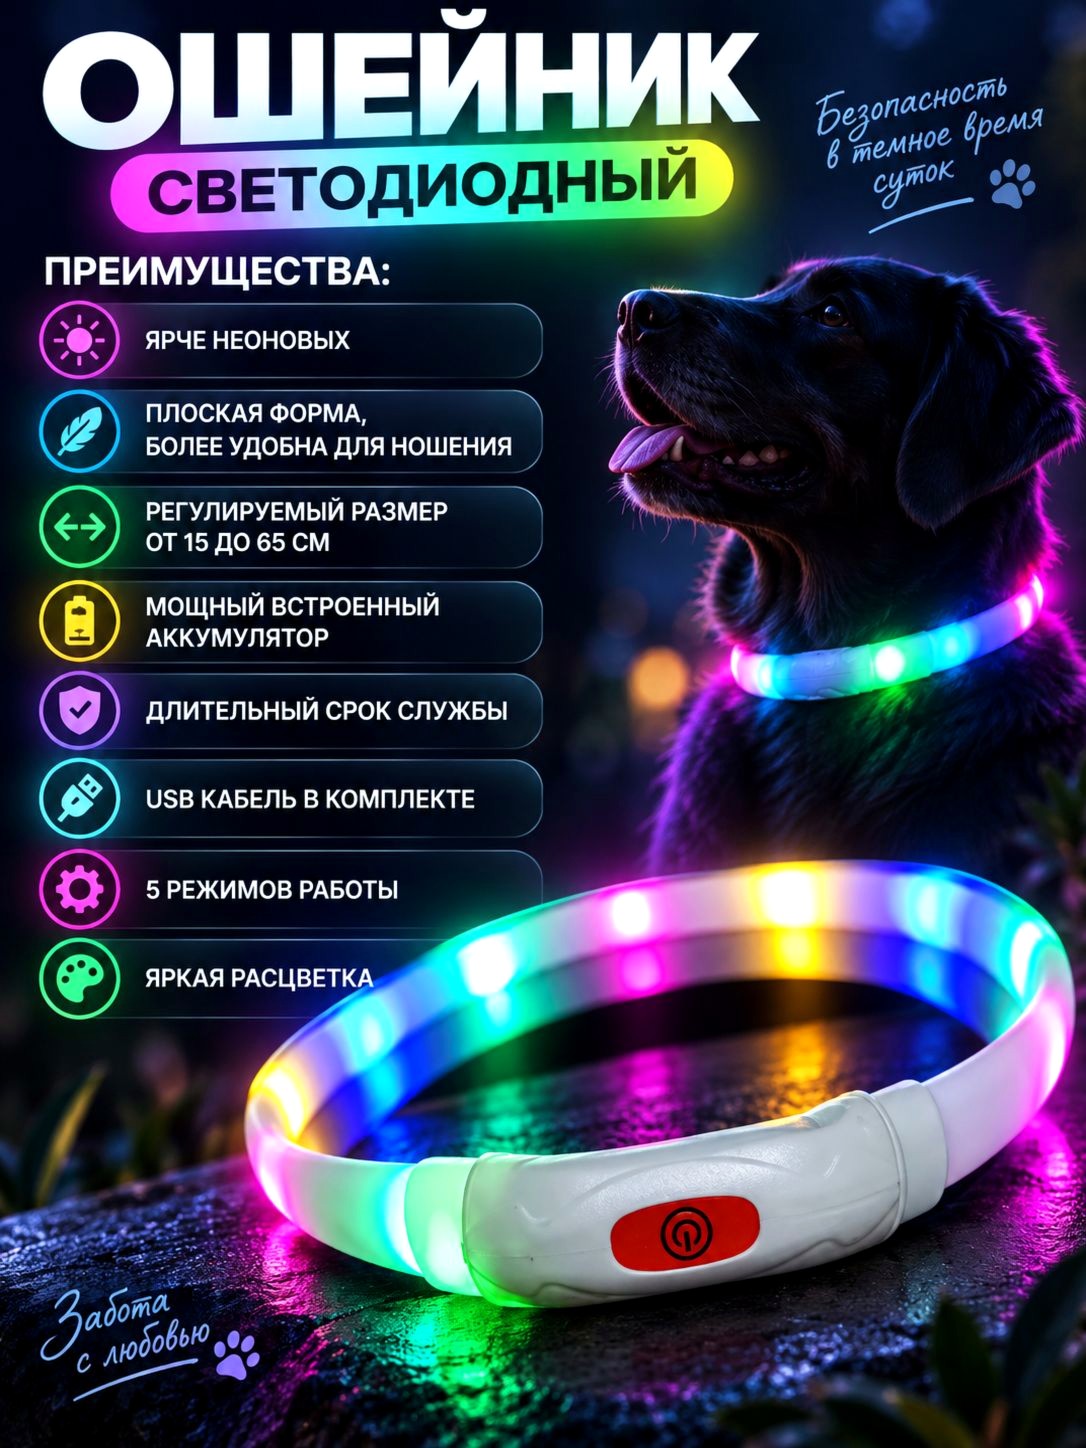 ОШЕЙНИК
СВЕТОДИОДНЫЙ
Безопасность
в темное время
суток
ПРЕИМУЩЕСТВА:
ЯРЧЕ НЕОНОВЫХ
ПЛОСКАЯ ФОРМА,
БОЛЕЕ УДОБНА ДЛЯ НОШЕНИЯ
РЕГУЛИРУЕМЫЙ РАЗМЕР
ОТ 15 ДО 65 СМ
МОЩНЫЙ ВСТРОЕННЫЙ
АККУМУЛЯТОР
ДЛИТЕЛЬНЫЙ СРОК СЛУЖБЫ
USB КАБЕЛЬ В КОМПЛЕКТЕ
5 РЕЖИМОВ РАБОТЫ
ЯРКАЯ РАСЦВЕТКА
Забота
с любовью